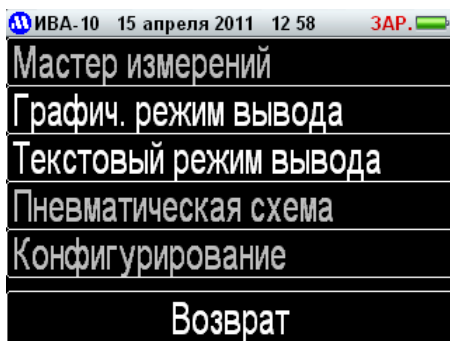 ИВА-10 15 апреля 2011 12 58 ЗАР.
Мастер измерений
Графич. режим вывода
Текстовый режим вывода
Пневматическая схема
Конфигурирование
Возврат